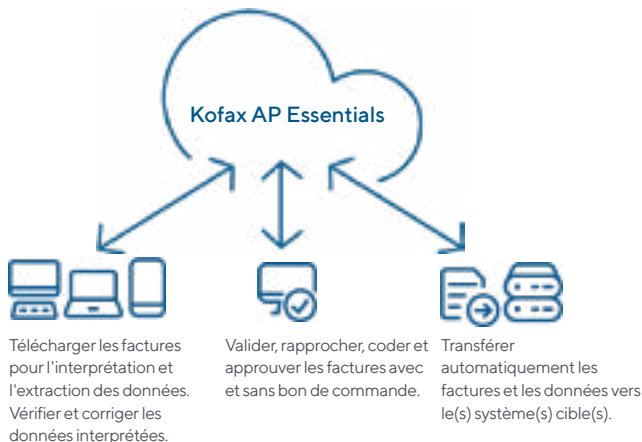 Kofax AP Essentials
Télécharger les factures
pour l'interprétation et
l'extraction des données.
Vérifier et corriger les
données interprétées.
Valider, rapprocher, coder et
approuver les factures avec
et sans bon de commande.
Transférer
automatiquement les
factures et les données vers
le(s) système(s) cible(s).